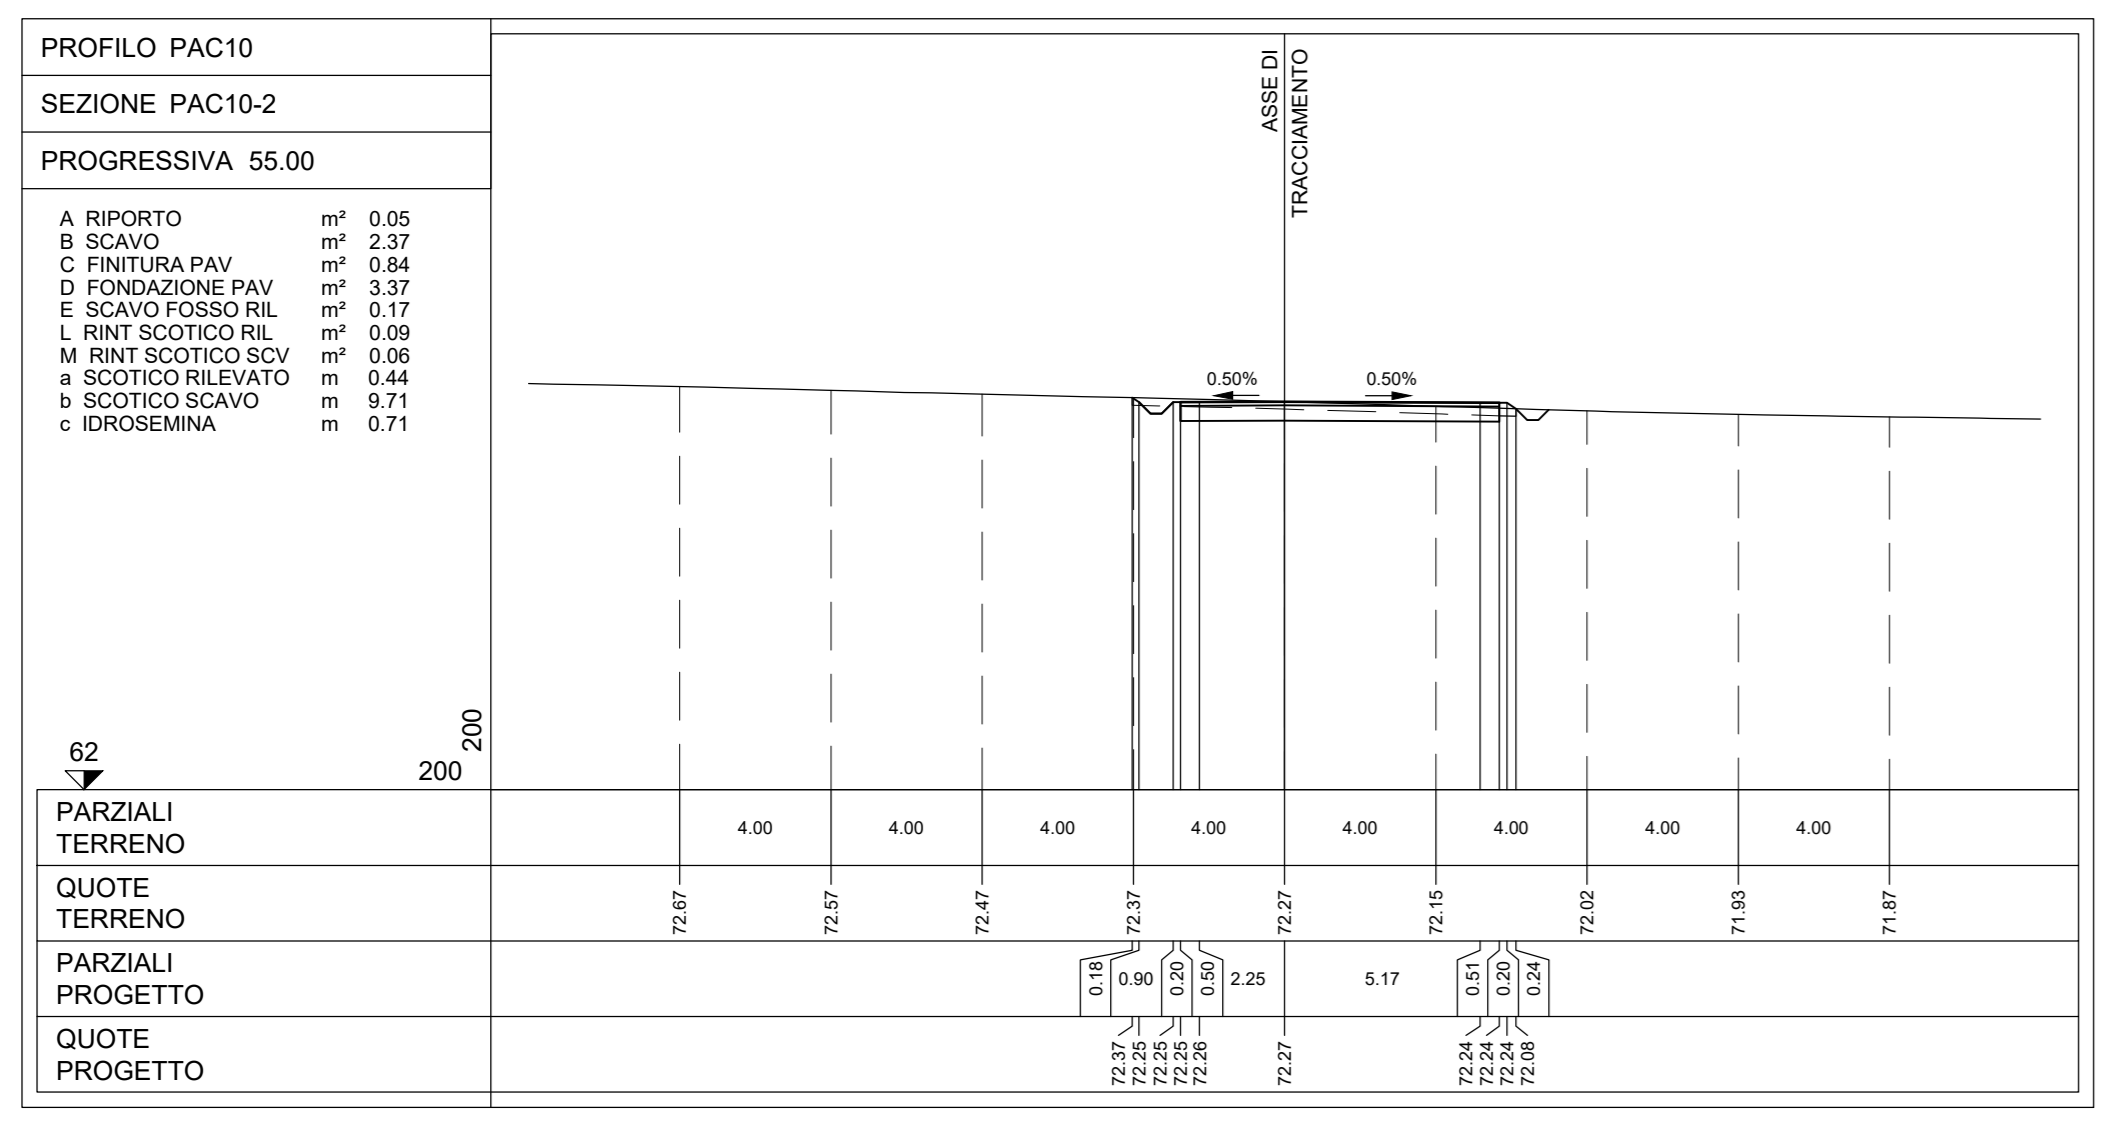 PROFILO PAC10
SEZIONE PAC10-2
PROGRESSIVA 55.00
A RIPORTO m² 0.05
B SCAVO m² 2.37
C FINITURA PAV m² 0.84
D FONDAZIONE PAV m² 3.37
E SCAVO FOSSO RIL m² 0.17
L RINT SCOTICO RIL m² 0.09
M RINT SCOTICO SCV m² 0.06
a SCOTICO RILEVATO m 0.44
b SCOTICO SCAVO m 9.71
c IDROSEMINA m 0.71
ASSE DI
TRACCIAMENTO
0.50% 0.50%
62
200
200
PARZIALI
TERRENO
4.00 4.00 4.00 4.00 4.00 4.00 4.00 4.00
QUOTE
TERRENO
72.67 72.57 72.47 72.37 72.27 72.15 72.02 71.93 71.87
PARZIALI
PROGETTO
0.18 0.90 0.20 0.50 2.25 5.17 0.51 0.20 0.24
QUOTE
PROGETTO
72.37 72.25 72.25 72.25 72.26 72.27 72.24 72.24 72.24 72.08